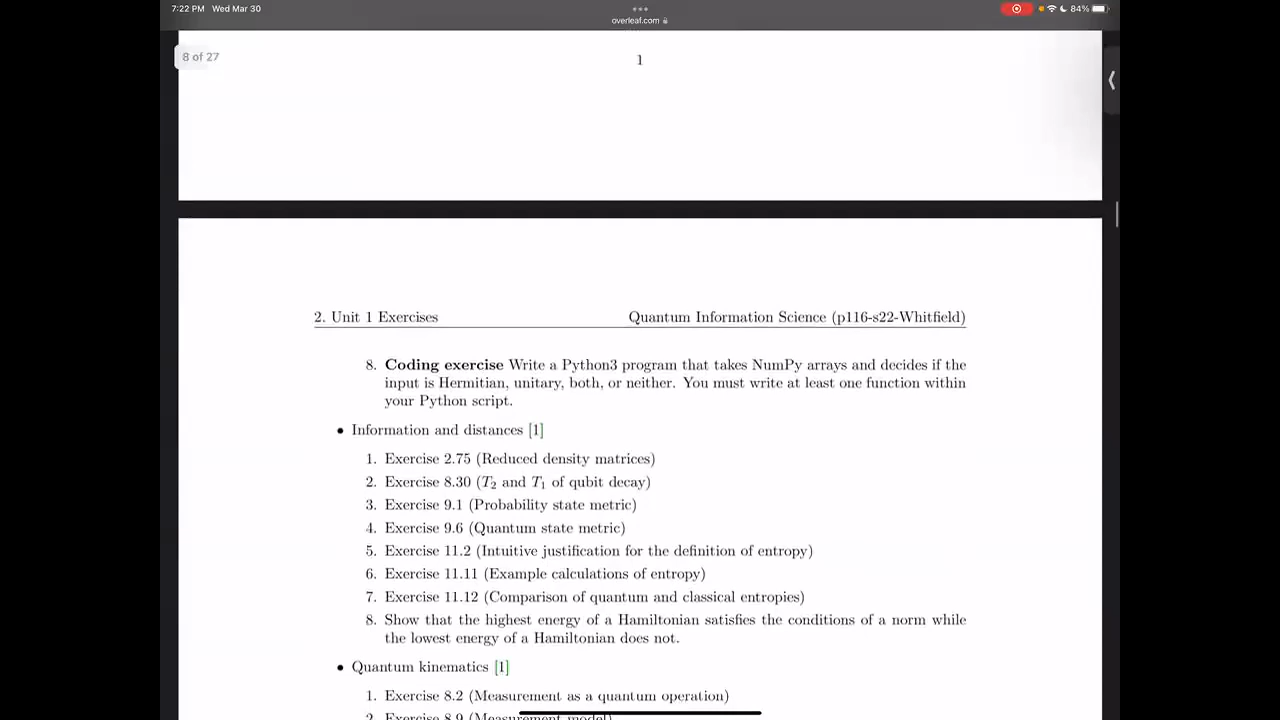 7:22 PM Wed Mar 30
84%
overleaf.com
8 of 27
1
2. Unit 1 Exercises
Quantum Information Science (p116-s22-Whitfield)
8. Coding exercise Write a Python3 program that takes NumPy arrays and decides if the
input is Hermitian, unitary, both, or neither. You must write at least one function within
your Python script.
• Information and distances [1]
1. Exercise 2.75 (Reduced density matrices)
2. Exercise 8.30 (T₂ and T₁ of qubit decay)
3. Exercise 9.1 (Probability state metric)
4. Exercise 9.6 (Quantum state metric)
5. Exercise 11.2 (Intuitive justification for the definition of entropy)
6. Exercise 11.11 (Example calculations of entropy)
7. Exercise 11.12 (Comparison of quantum and classical entropies)
8. Show that the highest energy of a Hamiltonian satisfies the conditions of a norm while
the lowest energy of a Hamiltonian does not.
• Quantum kinematics [1]
1. Exercise 8.2 (Measurement as a quantum operation)
2. Exercise 8.9 (Measurement model)